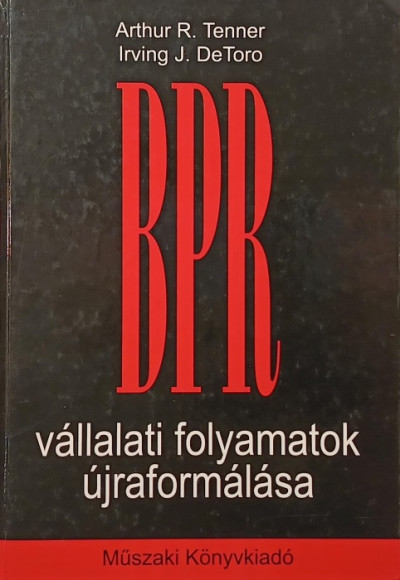 Arthur R. Tenner
Irving J. DeToro
BPR
vállalati folyamatok
újraformálása
Műszaki Könyvkiadó